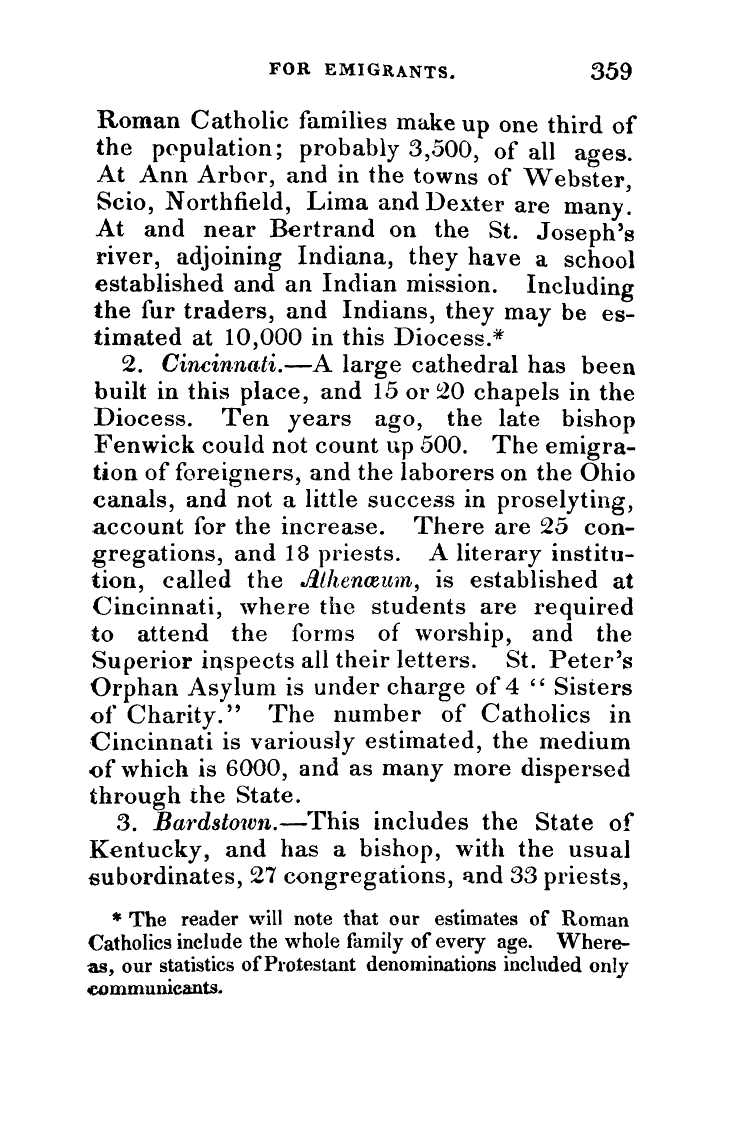 FOR EMIGRANTS. 359
Roman Catholic families make up one third of
the population; probably 3,500, of all ages.
At Ann Arbor, and in the towns of Webster,
Scio, Northfield, Lima and Dexter are many.
At and near Bertrand on the St. Joseph's
river, adjoining Indiana, they have a school
established and an Indian mission. Including
the fur traders, and Indians, they may be es-
timated at 10,000 in this Diocess.*
2. Cincinnati.—A large cathedral has been
built in this place, and 15 or 20 chapels in the
Diocess. Ten years ago, the late bishop
Fenwick could not count up 500. The emigra-
tion of foreigners, and the laborers on the Ohio
canals, and not a little success in proselyting,
account for the increase. There are 25 con-
gregations, and 18 priests. A literary institu-
tion, called the Athenæum, is established at
Cincinnati, where the students are required
to attend the forms of worship, and the
Superior inspects all their letters. St. Peter's
Orphan Asylum is under charge of 4 “ Sisters
of Charity.” The number of Catholics in
Cincinnati is variously estimated, the medium
of which is 6000, and as many more dispersed
through the State.
3. Bardstown.—This includes the State of
Kentucky, and has a bishop, with the usual
subordinates, 27 congregations, and 33 priests,
* The reader will note that our estimates of Roman
Catholics include the whole family of every age. Where-
as, our statistics of Protestant denominations included only
communicants.